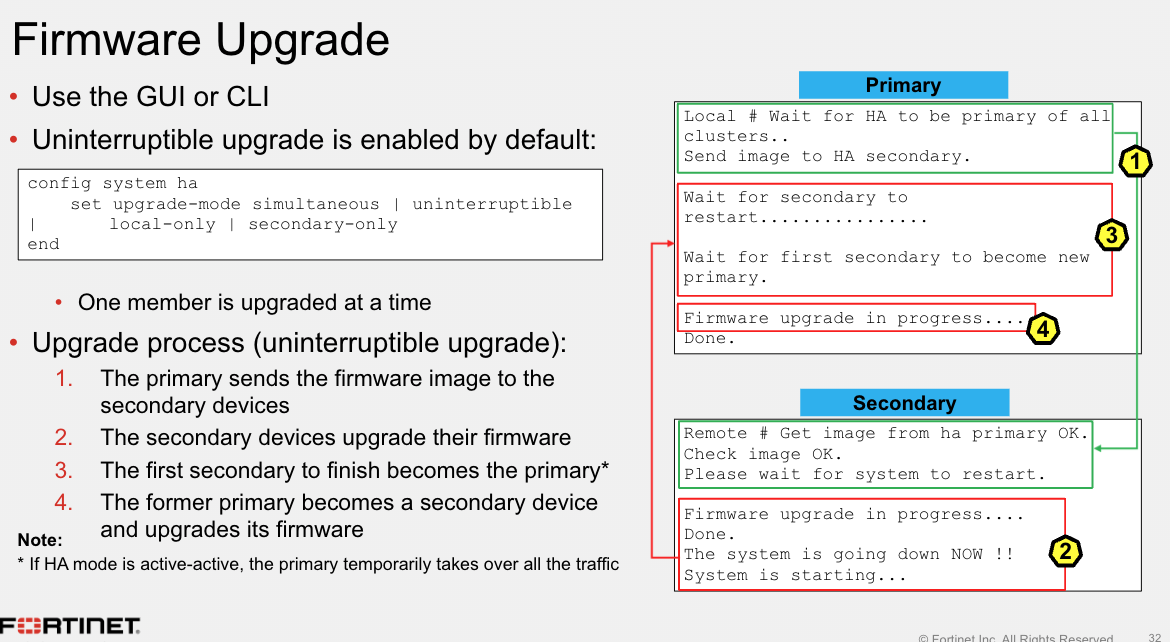 Firmware Upgrade
• Use the GUI or CLI
• Uninterruptible upgrade is enabled by default:
config system ha
set upgrade-mode simultaneous | uninterruptible
| local-only | secondary-only
end
• One member is upgraded at a time
• Upgrade process (uninterruptible upgrade):
1. The primary sends the firmware image to the
secondary devices
2. The secondary devices upgrade their firmware
3. The first secondary to finish becomes the primary*
4. The former primary becomes a secondary device
and upgrades its firmware
Note:
* If HA mode is active-active, the primary temporarily takes over all the traffic
Primary
Local # Wait for HA to be primary of all
clusters..
Send image to HA secondary.
1
Wait for secondary to
restart................
3
Wait for first secondary to become new
primary.
Firmware upgrade in progress....
4
Done.
Secondary
Remote # Get image from ha primary OK.
Check image OK.
Please wait for system to restart.
Firmware upgrade in progress....
Done.
The system is going down NOW !!
2
System is starting...
FORTINET
© Fortinet Inc. All Rights Reserved.
32